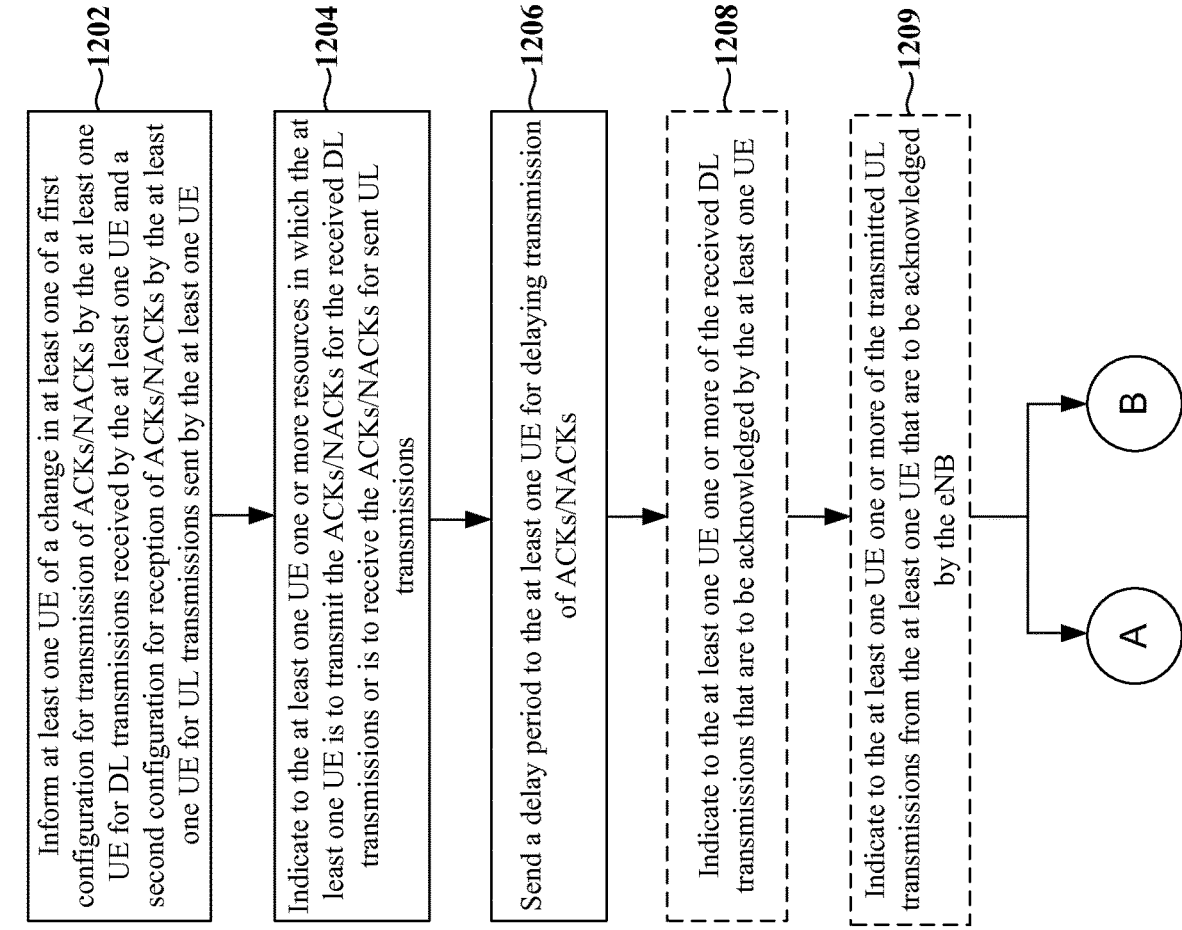 Inform at least one UE of a change in at least one of a first
configuration for transmission of ACKs/NACKs by the at least one
UE for DL transmissions received by the at least one UE and a
second configuration for reception of ACKs/NACKs by the at least
one UE for UL transmissions sent by the at least one UE
1202
Indicate to the at least one UE one or more resources in which the at
least one UE is to transmit the ACKs/NACKs for the received DL
transmissions or is to receive the ACKs/NACKs for sent UL
transmissions
1204
Send a delay period to the at least one UE for delaying transmission
of ACKs/NACKs
1206
Indicate to the at least one UE one or more of the received DL
transmissions that are to be acknowledged by the at least one UE
1208
Indicate to the at least one UE one or more of the transmitted UL
transmissions from the at least one UE that are to be acknowledged
by the eNB
1209
A
B